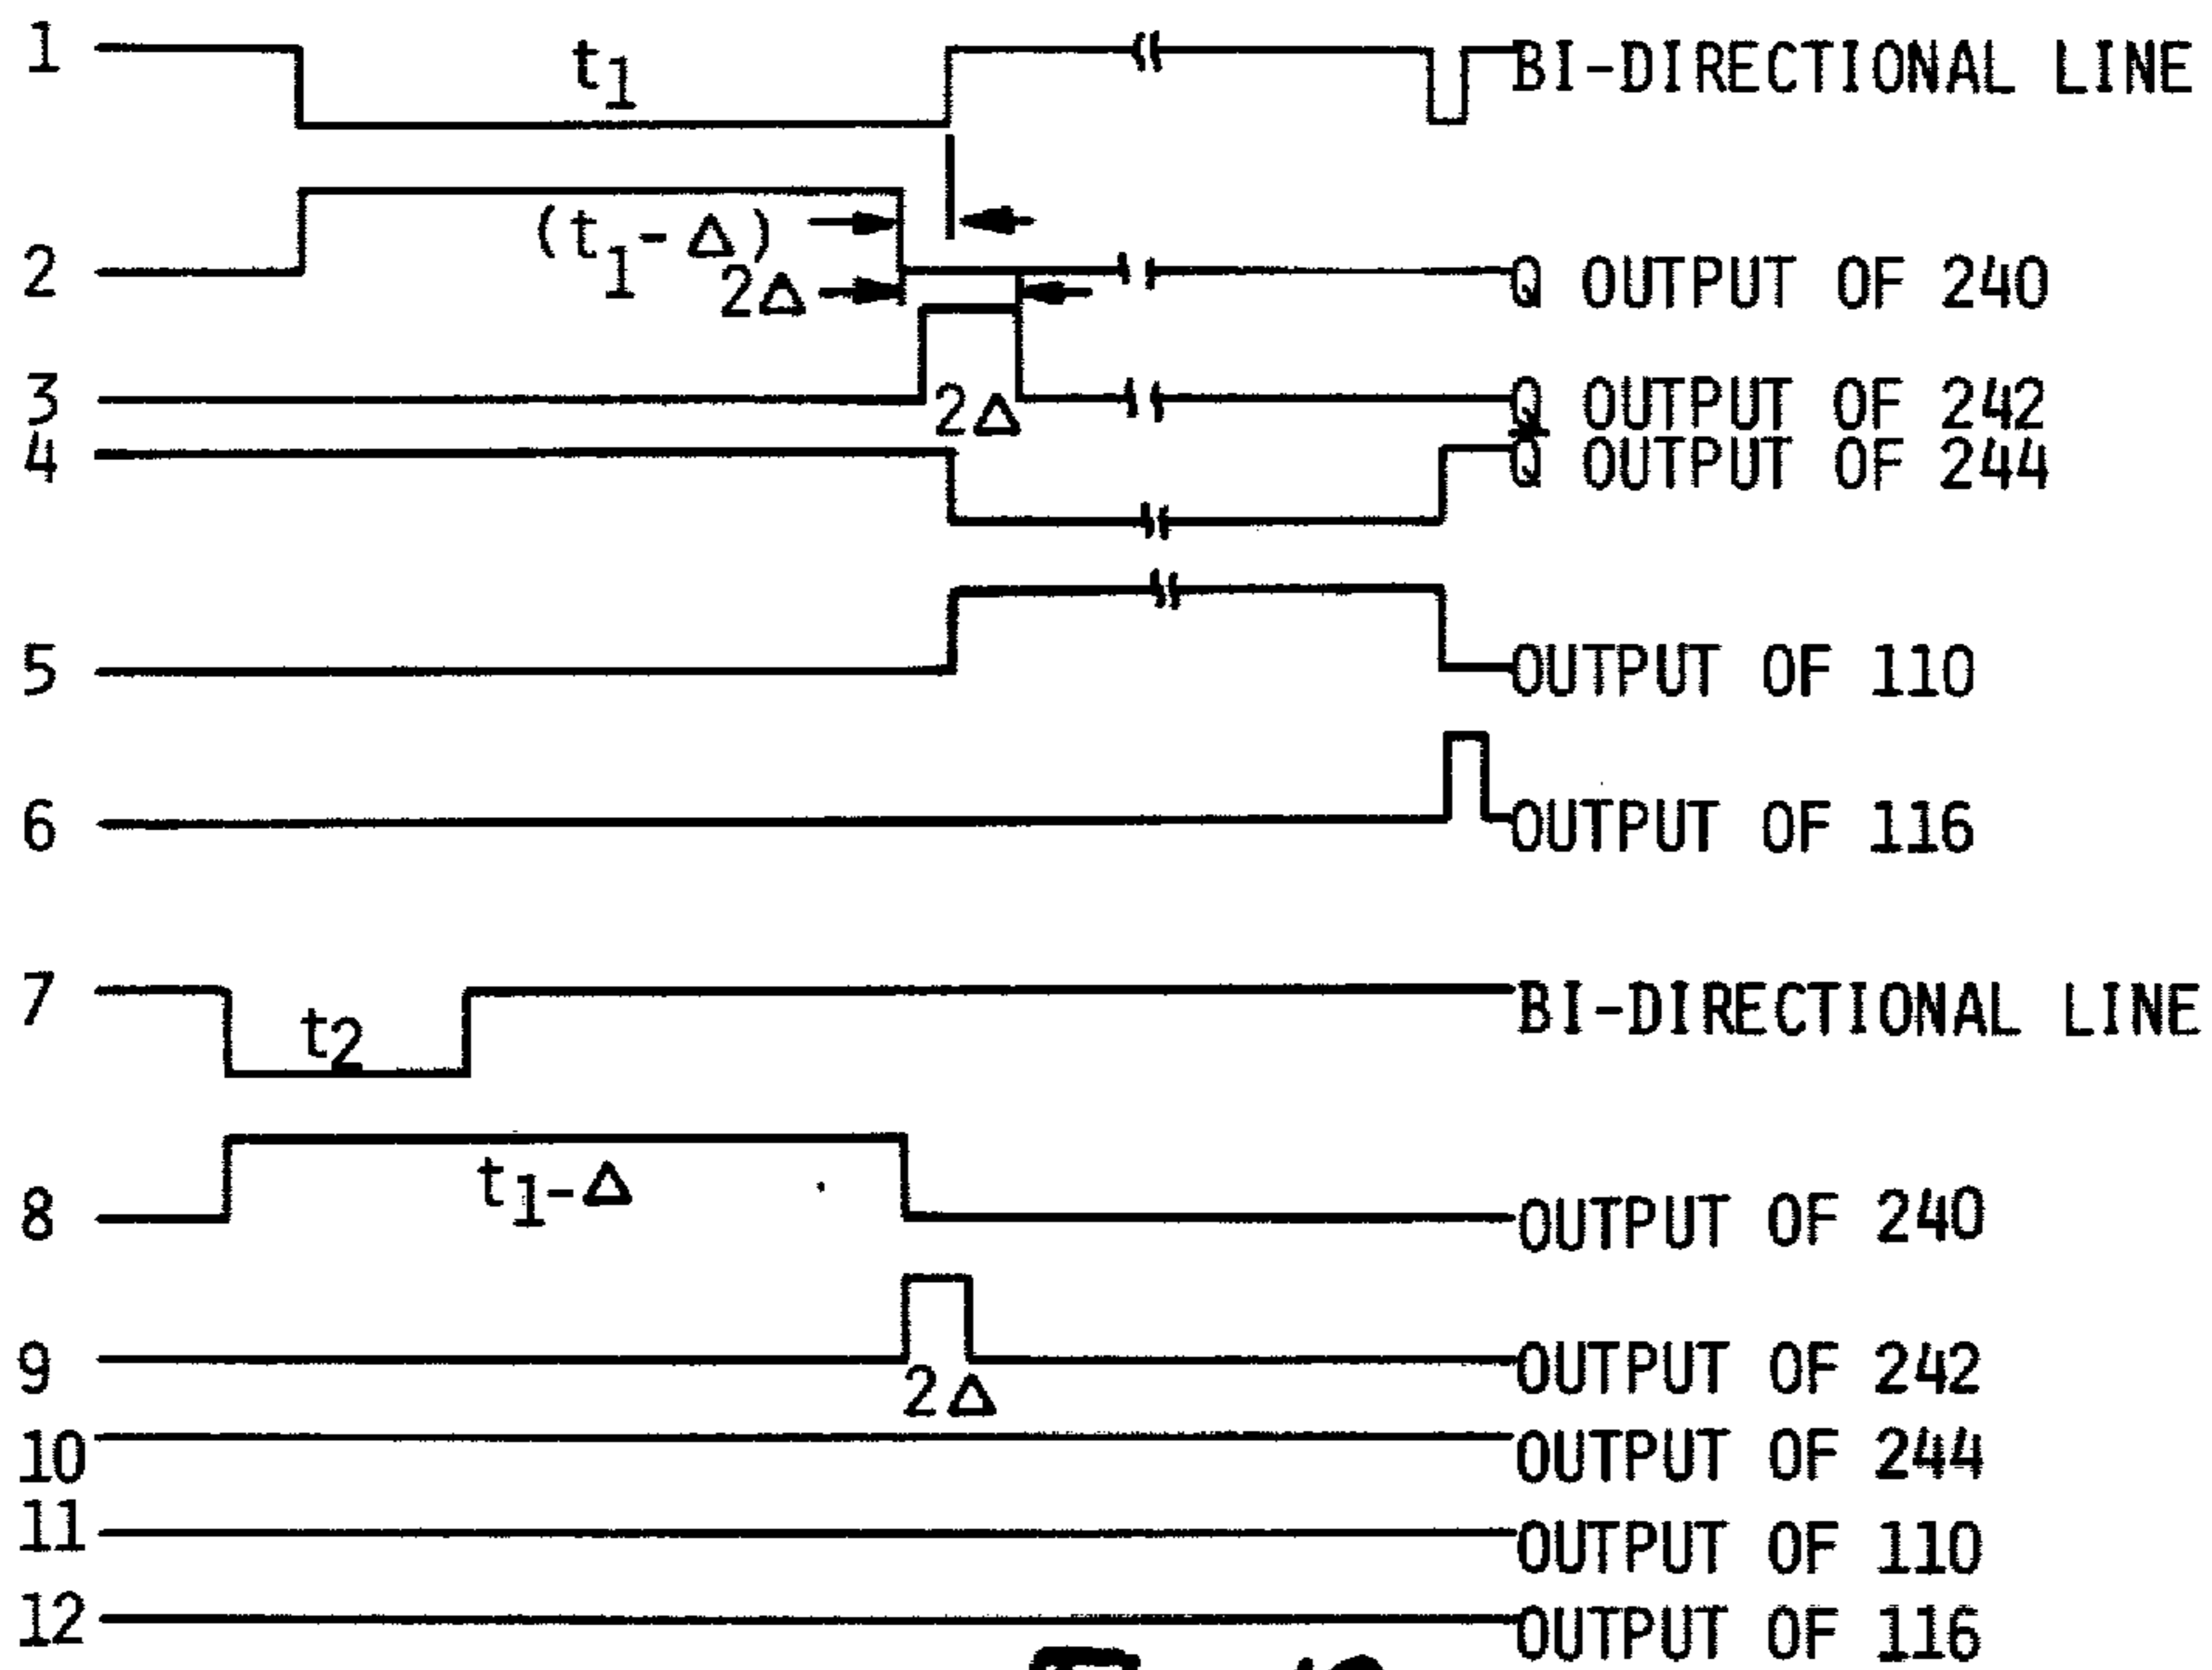 1 t1 BI-DIRECTIONAL LINE
(t1-Δ)
2 2Δ Q OUTPUT OF 240
3 2Δ Q OUTPUT OF 242
4 Q OUTPUT OF 244
5 OUTPUT OF 110
6 OUTPUT OF 116
7 t2 BI-DIRECTIONAL LINE
8 t1-Δ OUTPUT OF 240
9 2Δ OUTPUT OF 242
10 OUTPUT OF 244
11 OUTPUT OF 110
12 OUTPUT OF 116